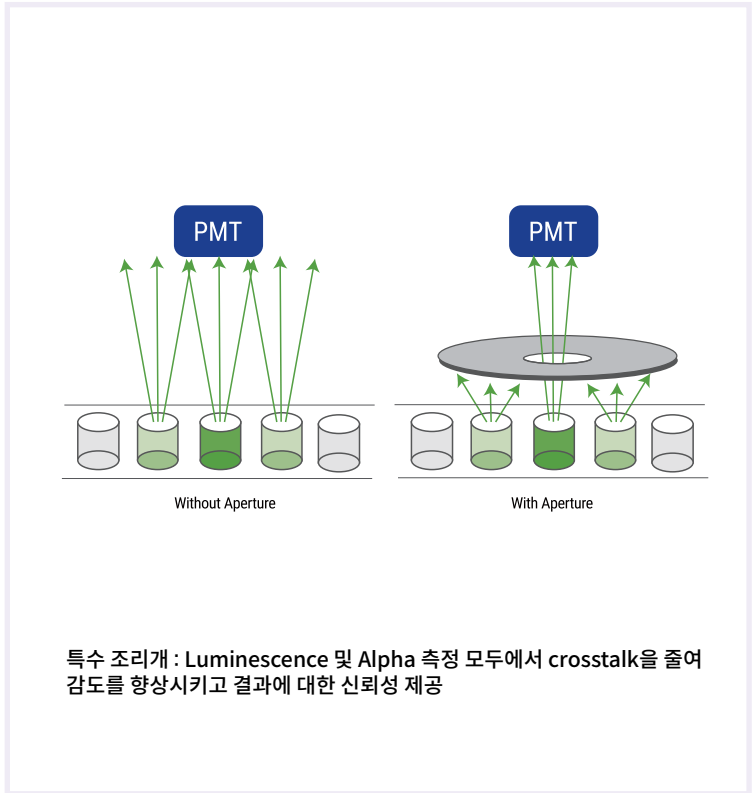 PMT
PMT
Without Aperture
With Aperture
특수 조리개 : Luminescence 및 Alpha 측정 모두에서 crosstalk을 줄여
감도를 향상시키고 결과에 대한 신뢰성 제공